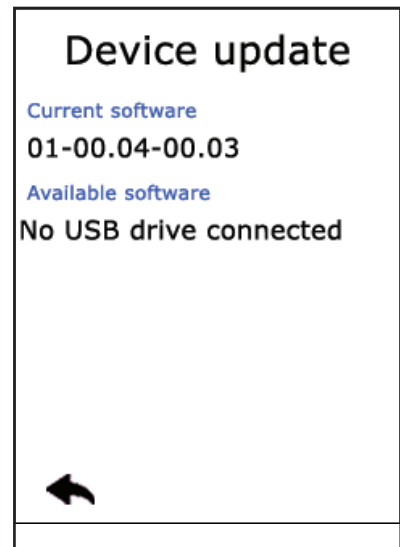 Device update
Current software
01-00.04-00.03
Available software
No USB drive connected